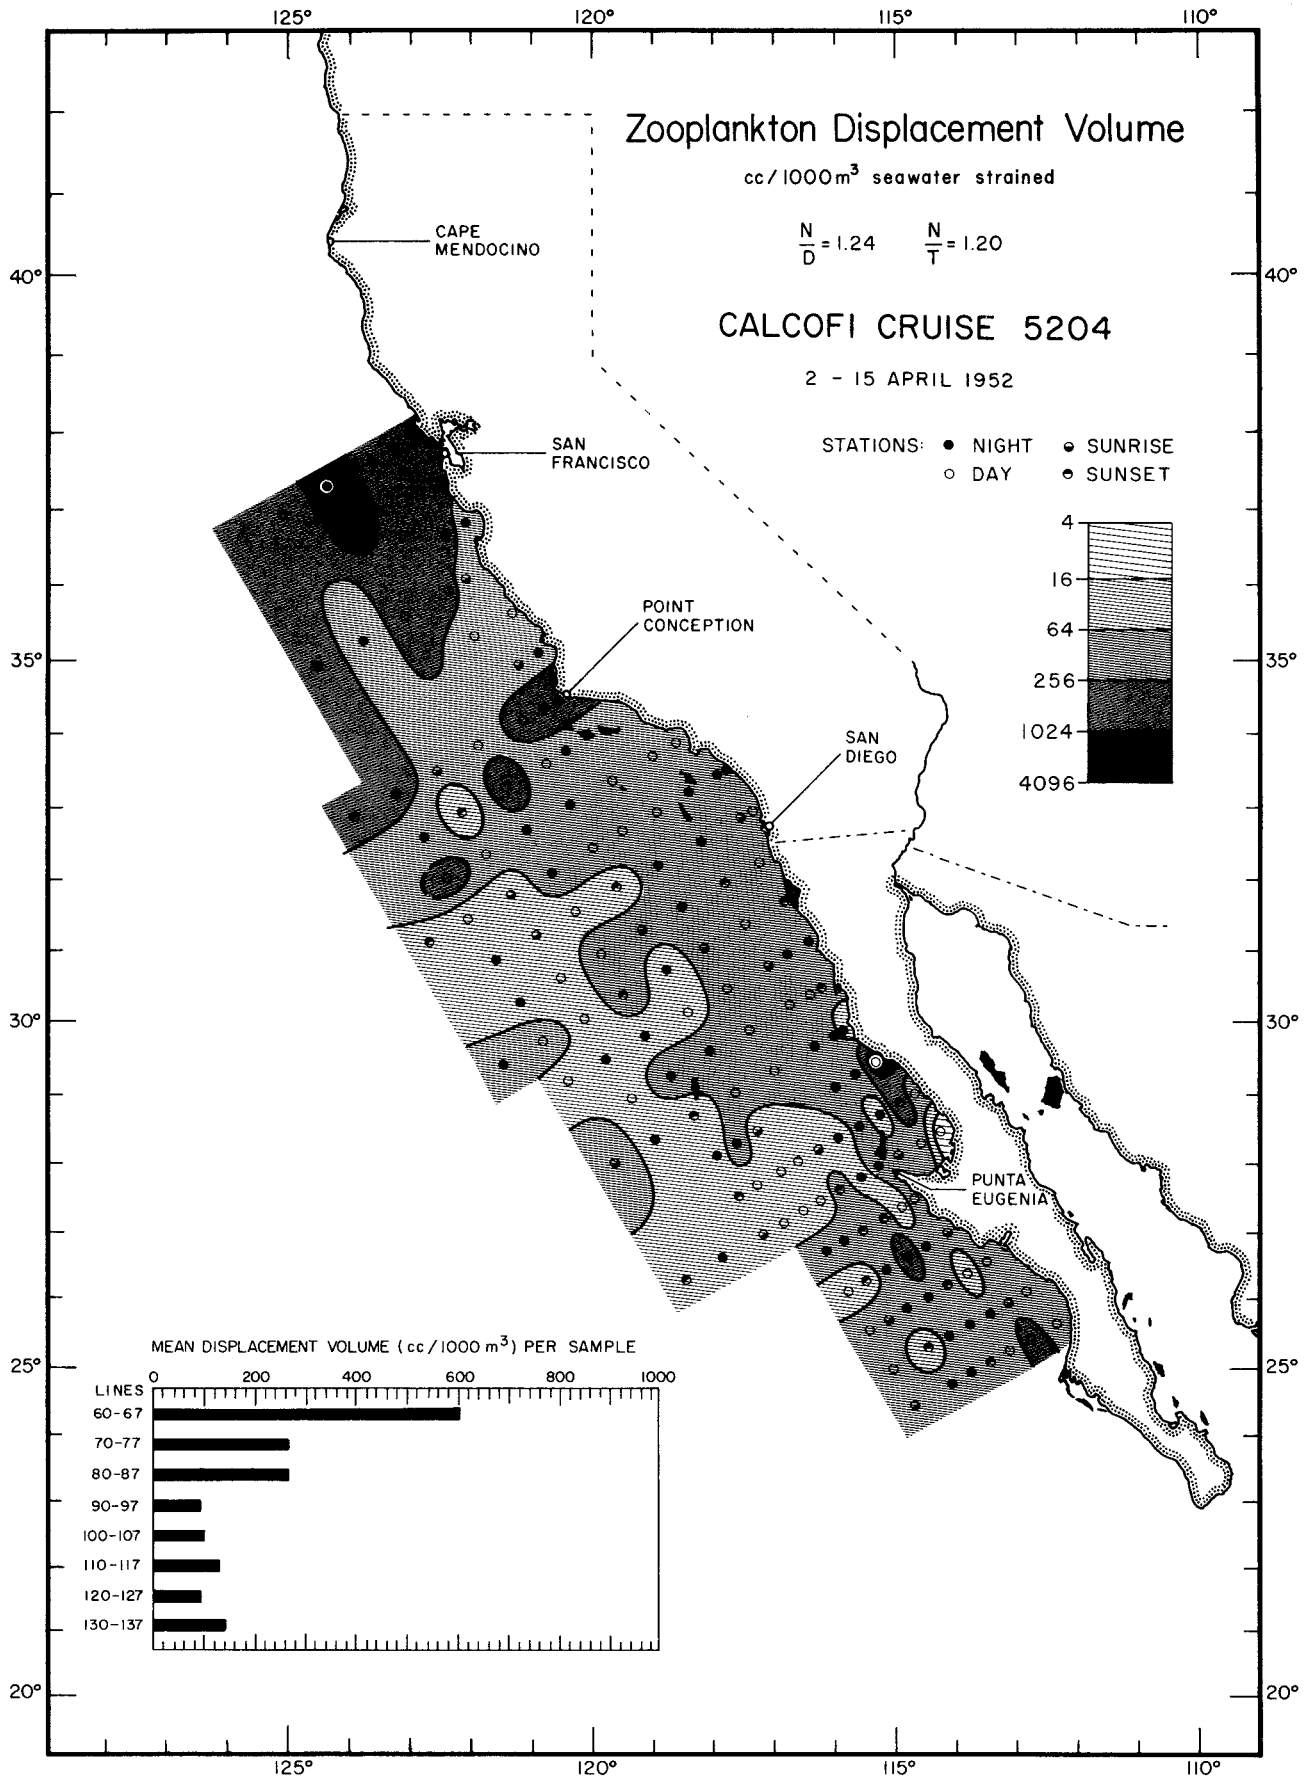 125° 120° 115° 110°
Zooplankton Displacement Volume
cc/1000m³ seawater strained
N/D = 1.24 N/T = 1.20
CALCOFI CRUISE 5204
2 - 15 APRIL 1952
CAPE
MENDOCINO
40° 40°
STATIONS: ● NIGHT ◒ SUNRISE
○ DAY ◓ SUNSET
SAN
FRANCISCO
4
16
64
256
1024
4096
POINT
CONCEPTION
35° 35°
SAN
DIEGO
30° 30°
PUNTA
EUGENIA
25° 25°
MEAN DISPLACEMENT VOLUME (cc/1000m³) PER SAMPLE
LINES 0 200 400 600 800 1000
60-67
70-77
80-87
90-97
100-107
110-117
120-127
130-137
20° 20°
125° 120° 115° 110°